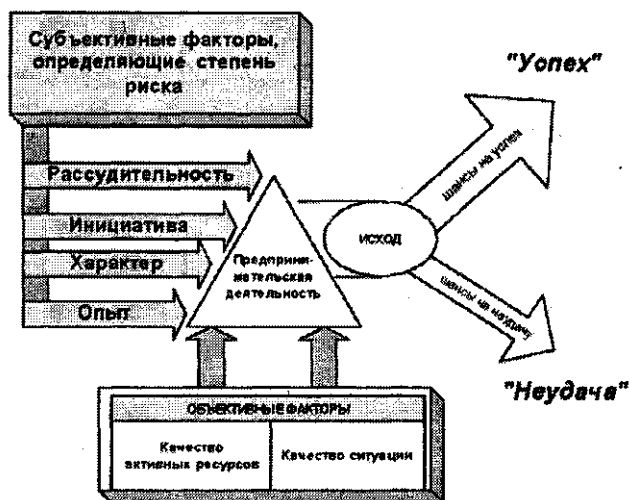 Субъективные факторы,
определяющие степень
риска
"Успех"
шансы на успех
Рассудительность
Инициатива
Характер
Опыт
Предприни-
мательская
деятельность
ИСХОД
шансы на неудачу
"Неудача"
ОБЪЕКТИВНЫЕ ФАКТОРЫ
Качество
активных ресурсов
Качество ситуации